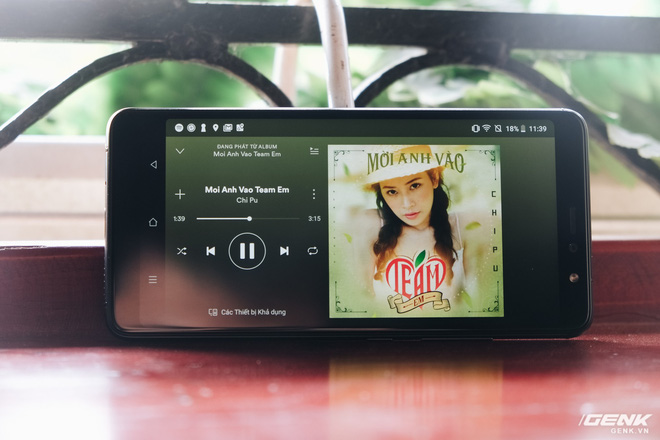 18% 11:39
ĐANG PHÁT TỪ ALBUM
Moi Anh Vao Team Em
Moi Anh Vao Team Em
Chi Pu
1:39
3:15
Các Thiết bị Khả dụng
MỜI ANH VÀO
CHIPU
TEAM
EM
GENK
GENK.VN